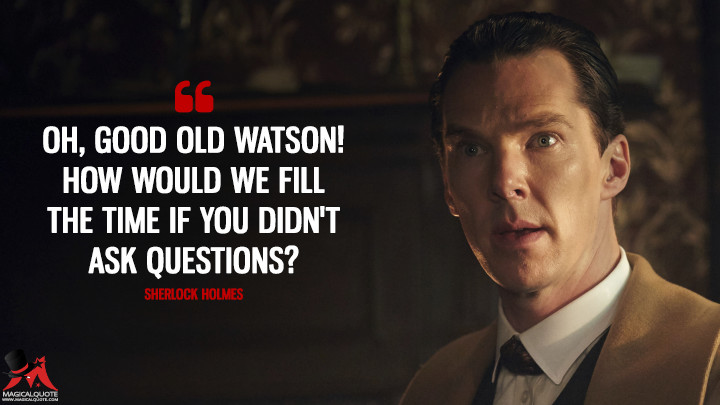 OH, GOOD OLD WATSON!
HOW WOULD WE FILL
THE TIME IF YOU DIDN'T
ASK QUESTIONS?
SHERLOCK HOLMES
MAGICALQUOTE
WWW.MAGICALQUOTE.COM